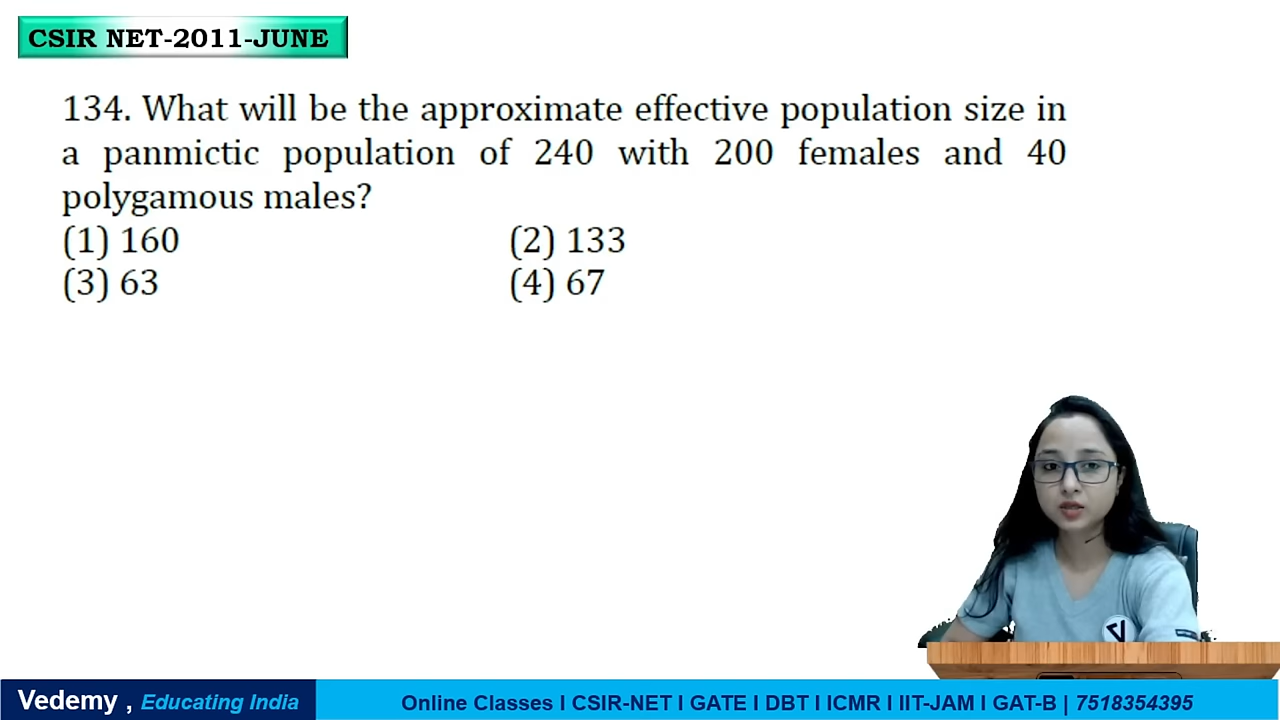 CSIR NET-2011-JUNE
134. What will be the approximate effective population size in
a panmictic population of 240 with 200 females and 40
polygamous males?
(1) 160 (2) 133
(3) 63 (4) 67
Vedemy , Educating India Online Classes I CSIR-NET I GATE I DBT I ICMR I IIT-JAM I GAT-B | 7518354395